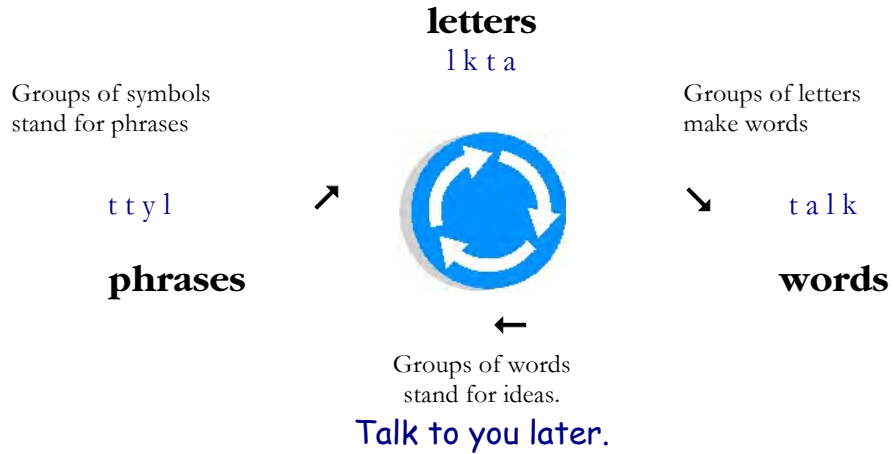 letters
l k t a
Groups of symbols
stand for phrases
Groups of letters
make words
t t y l
t a l k
phrases
words
Groups of words
stand for ideas.
Talk to you later.